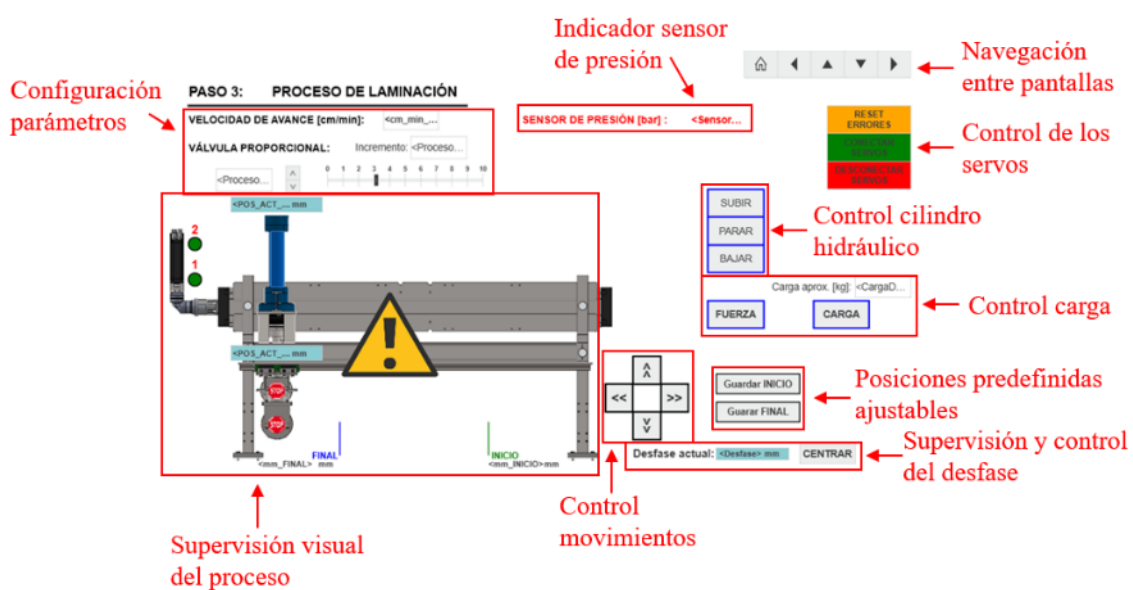 Indicador sensor
de presión
Navegación
entre pantallas
Configuración
parámetros
PASO 3: PROCESO DE LAMINACIÓN
VELOCIDAD DE AVANCE [cm/min]: <cm_min_...
SENSOR DE PRESIÓN [bar] : <Sensor...
RESET
ERRORES
CONECTAR
SERVOS
DESCONECTAR
SERVOS
Control de los
servos
VÁLVULA PROPORCIONAL: Incremento: <Proceso...
0 1 2 3 4 5 6 7 8 9 10
<Proceso...
<POS_ACT_... mm
SUBIR
PARAR
BAJAR
Control cilindro
hidráulico
2
1
Carga aprox. [kg]: <CargaD...
FUERZA CARGA
Control carga
<POS_ACT_... mm
STOP
STOP
<< >>
Guardar INICIO
Guarar FINAL
Posiciones predefinidas
ajustables
FINAL
<mm_FINAL> mm
INICIO
<mm_INICIO> mm
Desfase actual: <Desfase> mm CENTRAR
Supervisión y control
del desfase
Control
movimientos
Supervisión visual
del proceso